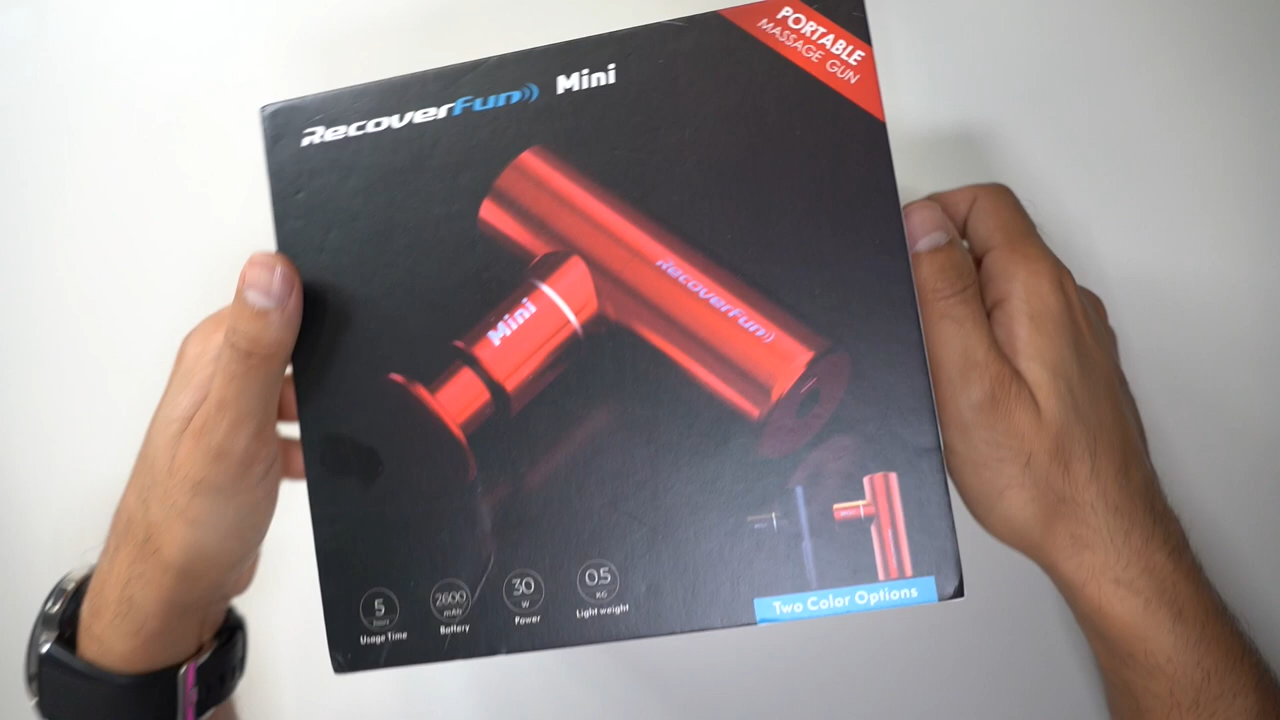 PORTABLE
MASSAGE GUN
RecoverFun Mini
RecoverFun
Mini
5
Usage Time
2600
mAh
Battery
30
W
Power
0.5
KG
Light weight
Two Color Options